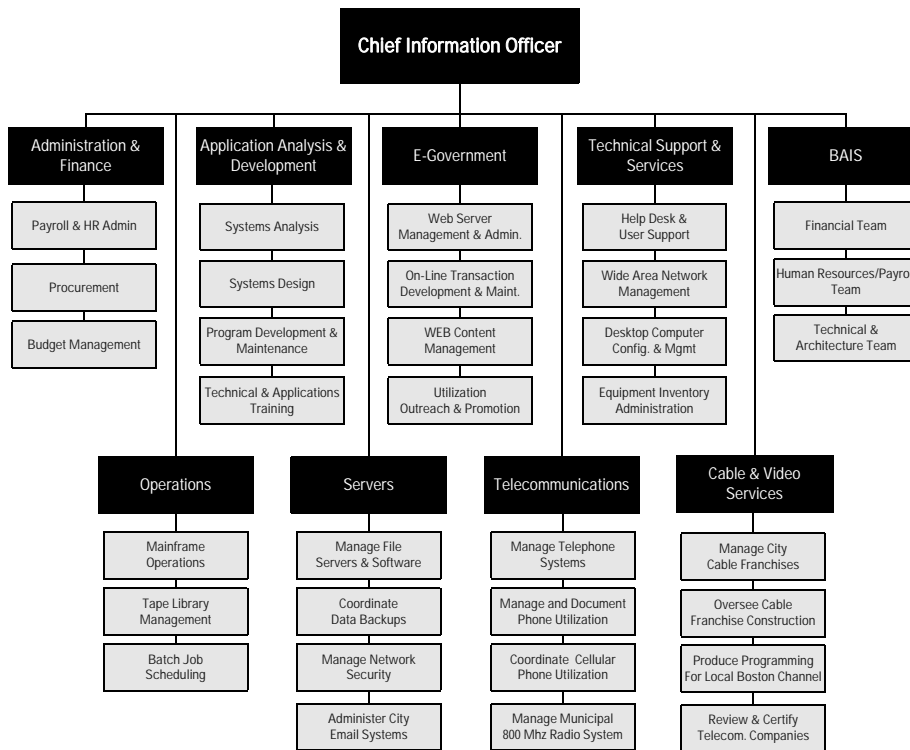 Chief Information Officer
Administration &
Finance
Payroll & HR Admin
Procurement
Budget Management
Application Analysis &
Development
Systems Analysis
Systems Design
Program Development &
Maintenance
Technical & Applications
Training
E-Government
Web Server
Management & Admin.
On-Line Transaction
Development & Maint.
WEB Content
Management
Utilization
Outreach & Promotion
Technical Support &
Services
Help Desk &
User Support
Wide Area Network
Management
Desktop Computer
Config. & Mgmt
Equipment Inventory
Administration
BAIS
Financial Team
Human Resources/Payro
Team
Technical &
Architecture Team
Operations
Mainframe
Operations
Tape Library
Management
Batch Job
Scheduling
Servers
Manage File
Servers & Software
Coordinate
Data Backups
Manage Network
Security
Administer City
Email Systems
Telecommunications
Manage Telephone
Systems
Manage and Document
Phone Utilization
Coordinate Cellular
Phone Utilization
Manage Municipal
800 Mhz Radio System
Cable & Video
Services
Manage City
Cable Franchises
Oversee Cable
Franchise Construction
Produce Programming
For Local Boston Channel
Review & Certify
Telecom. Companies